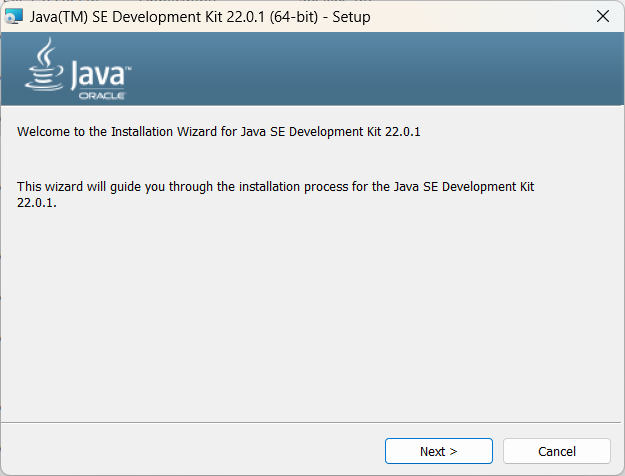 Java(TM) SE Development Kit 22.0.1 (64-bit) - Setup
Java™
ORACLE
Welcome to the Installation Wizard for Java SE Development Kit 22.0.1
This wizard will guide you through the installation process for the Java SE Development Kit
22.0.1.
Next >
Cancel